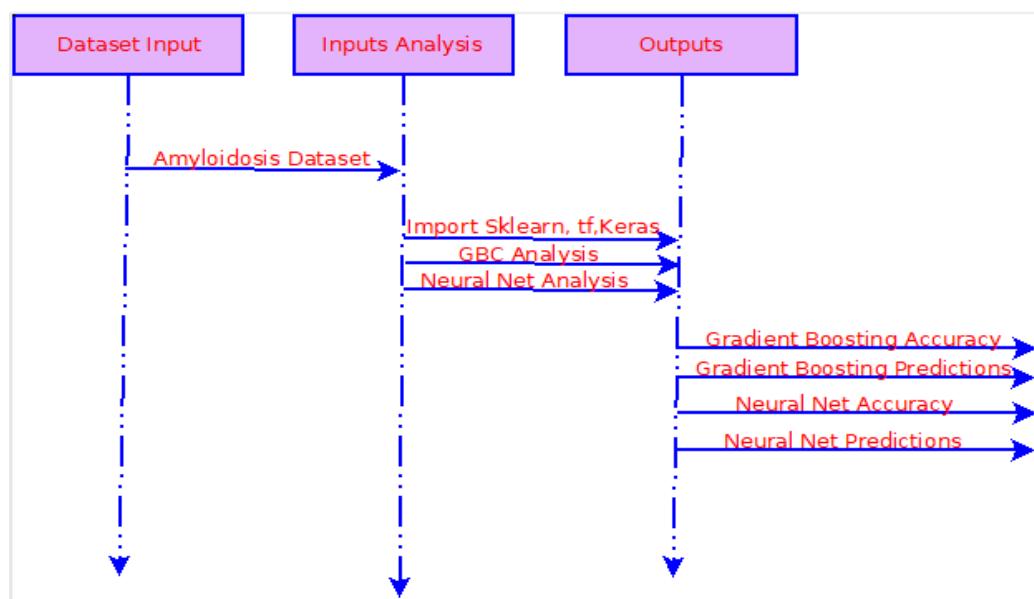 Dataset Input
Inputs Analysis
Outputs
Amyloidosis Dataset
Import Sklearn, tf,Keras
GBC Analysis
Neural Net Analysis
Gradient Boosting Accuracy
Gradient Boosting Predictions
Neural Net Accuracy
Neural Net Predictions